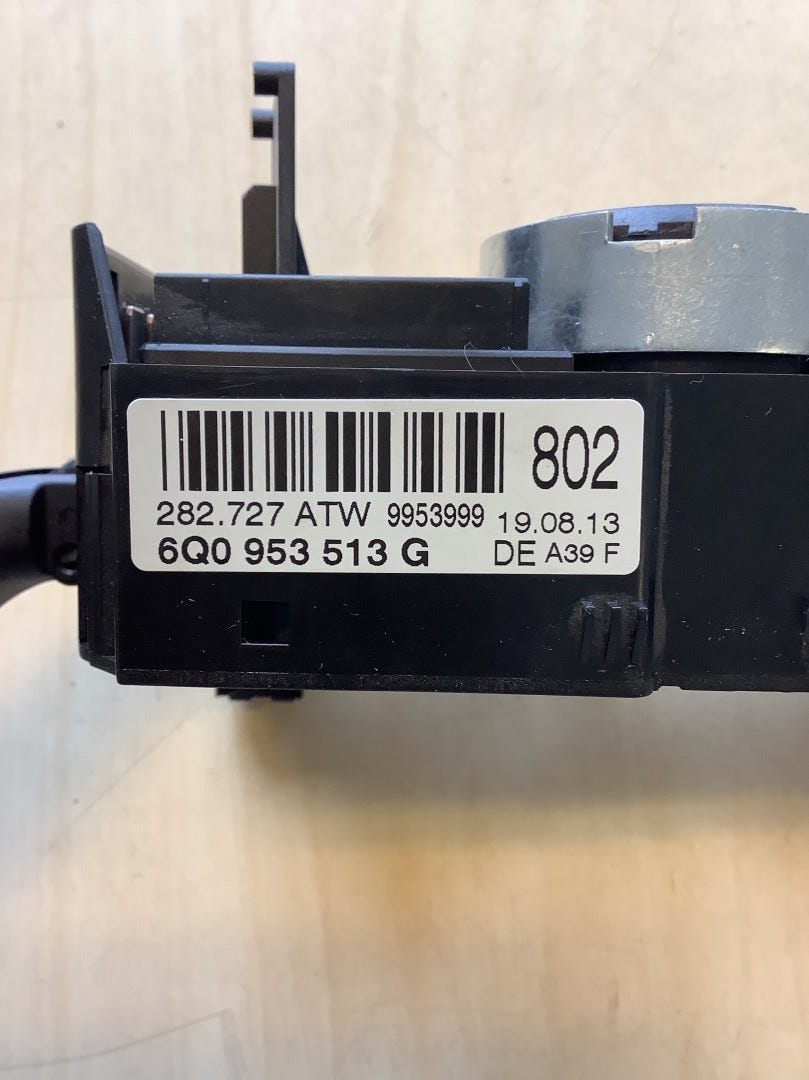 802
282.727 ATW 9953999 19.08.13
6Q0 953 513 G DE A39 F